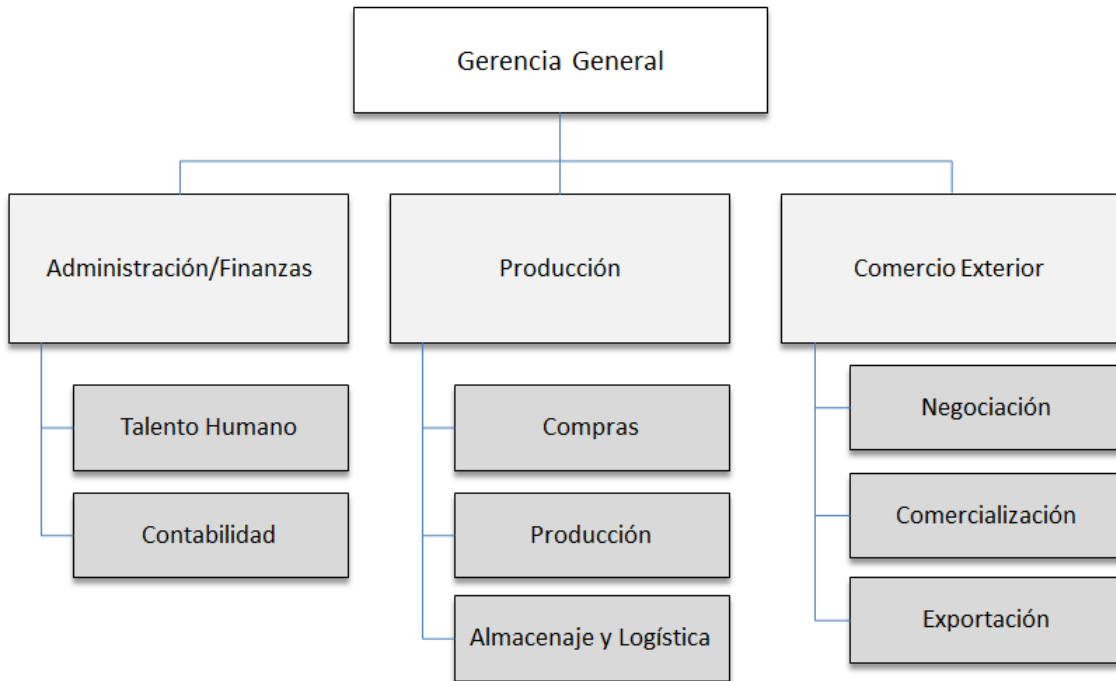 Gerencia General
Administración/Finanzas
Talento Humano
Contabilidad
Producción
Compras
Producción
Almacenaje y Logística
Comercio Exterior
Negociación
Comercialización
Exportación